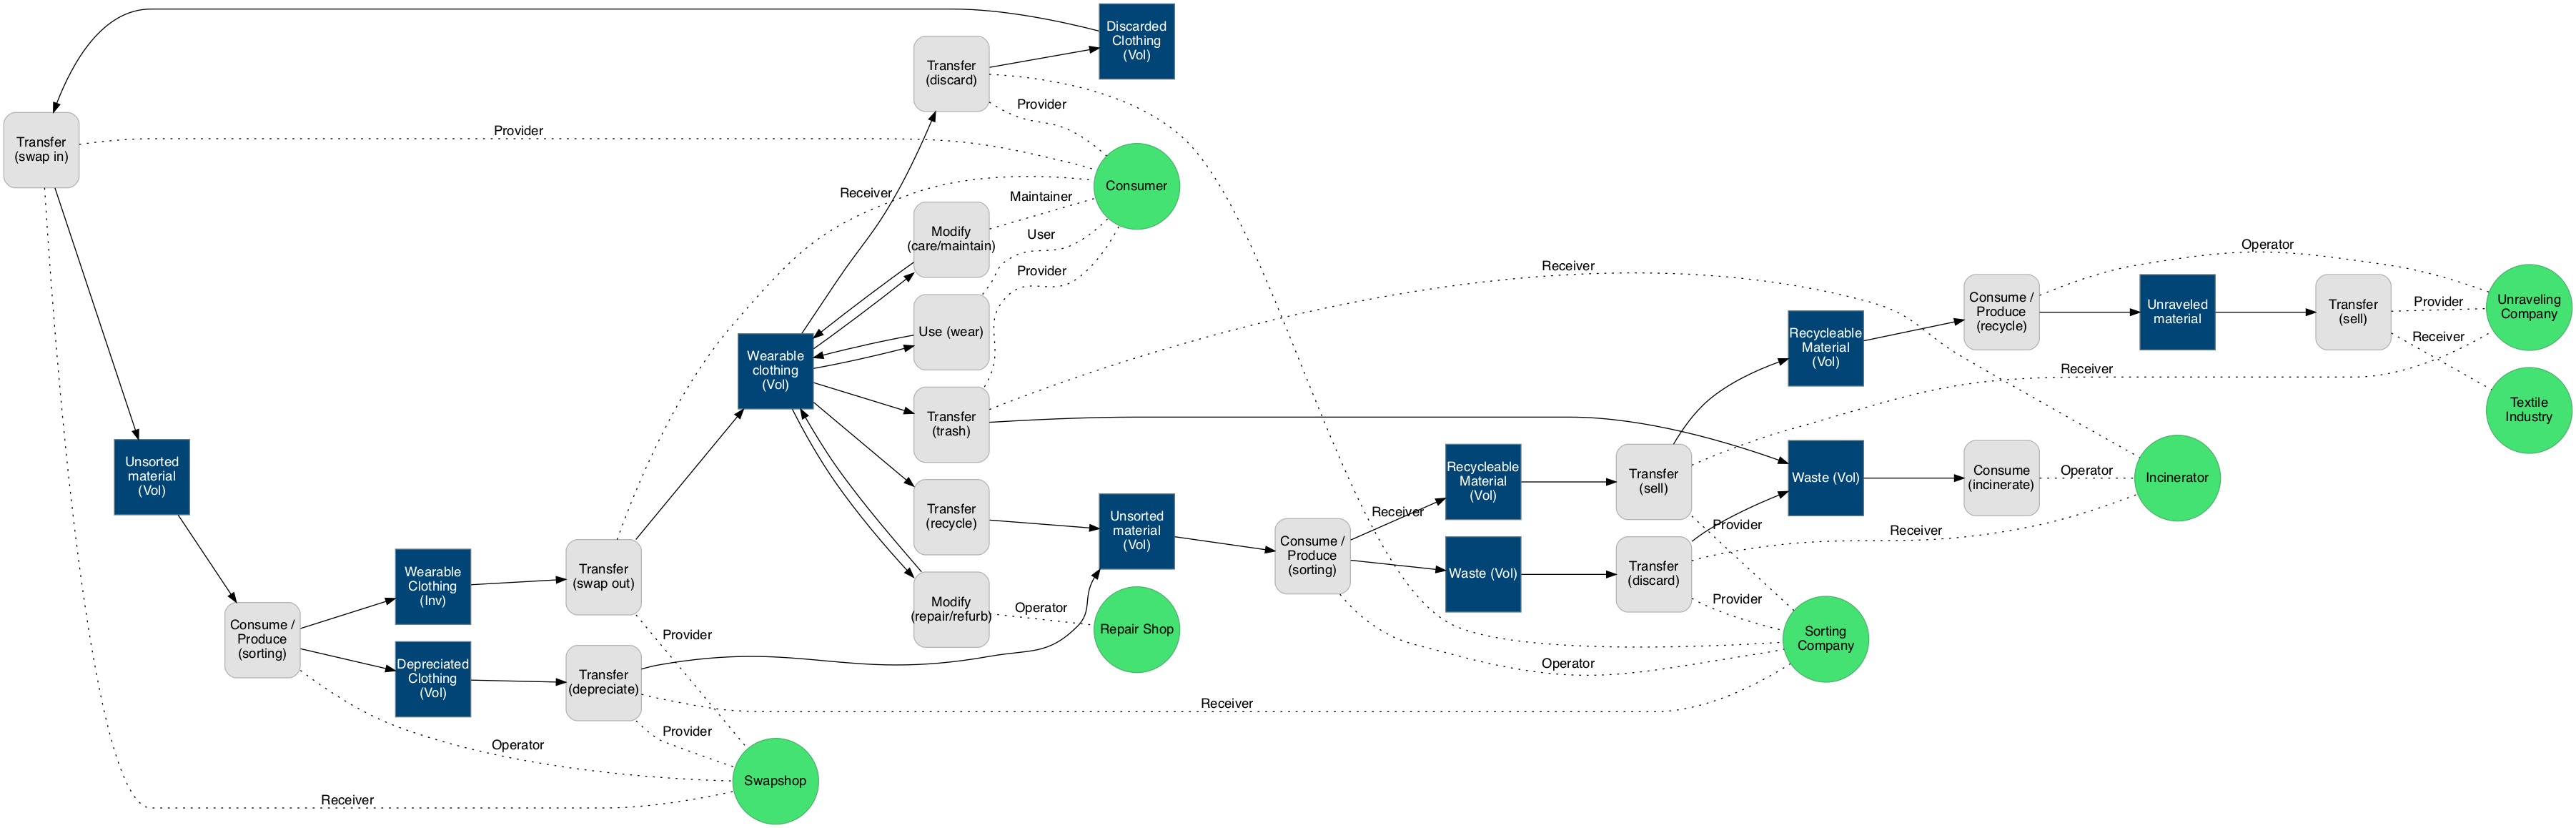 Discarded
Clothing
(Vol)
Transfer
(discard)
Provider
Transfer
(swap in)
Provider
Consumer
Receiver
Maintainer
Modify
(care/maintain)
User
Provider
Use (wear)
Receiver
Operator
Consume /
Produce
(recycle)
Unraveled
material
Transfer
(sell)
Provider
Unraveling
Company
Receiver
Recycleable
Material
(Vol)
Wearable
clothing
(Vol)
Receiver
Textile
Industry
Transfer
(trash)
Unsorted
material
(Vol)
Recycleable
Material
(Vol)
Transfer
(sell)
Waste (Vol)
Consume
(incinerate)
Operator
Incinerator
Transfer
(recycle)
Unsorted
material
(Vol)
Receiver
Provider
Receiver
Consume /
Produce
(sorting)
Waste (Vol)
Transfer
(discard)
Wearable
Clothing
(Inv)
Transfer
(swap out)
Modify
(repair/refurb)
Operator
Repair Shop
Provider
Consume /
Produce
(sorting)
Provider
Sorting
Company
Operator
Depreciated
Clothing
(Vol)
Transfer
(depreciate)
Receiver
Provider
Operator
Swapshop
Receiver